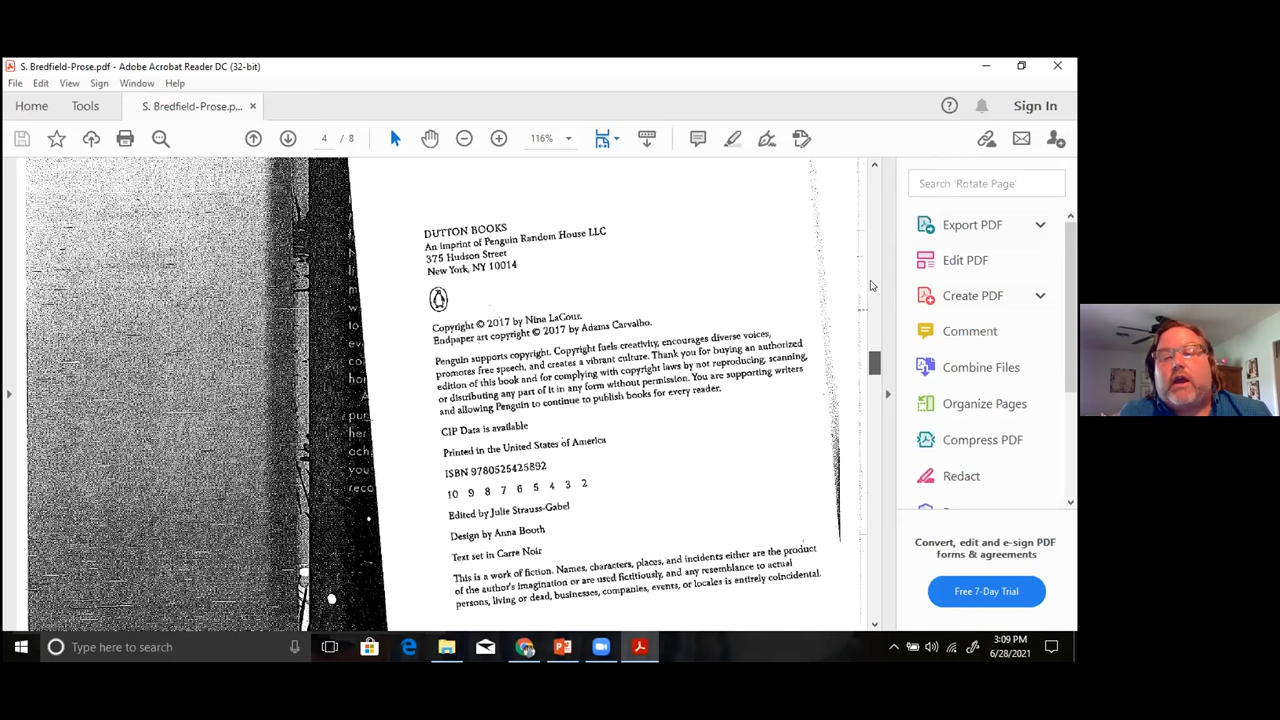 S. Bredfield-Prose.pdf - Adobe Acrobat Reader DC (32-bit)
File Edit View Sign Window Help
Home Tools S. Bredfield-Prose.p... × Sign In
4 / 8 116%
Search 'Rotate Page'
Export PDF
Edit PDF
Create PDF
Comment
Combine Files
Organize Pages
Compress PDF
Redact
Convert, edit and e-sign PDF
forms & agreements
Free 7-Day Trial
DUTTON BOOKS
An imprint of Penguin Random House LLC
375 Hudson Street
New York, NY 10014
Copyright © 2017 by Nina LaCour.
Endpaper art copyright © 2017 by Adams Carvalho.
Penguin supports copyright. Copyright fuels creativity, encourages diverse voices,
promotes free speech, and creates a vibrant culture. Thank you for buying an authorized
edition of this book and for complying with copyright laws by not reproducing, scanning,
or distributing any part of it in any form without permission. You are supporting writers
and allowing Penguin to continue to publish books for every reader.
CIP Data is available
Printed in the United States of America
ISBN 9780525425892
10 9 8 7 6 5 4 3 2
Edited by Julie Strauss-Gabel
Design by Anna Booth
Text set in Carre Noir
This is a work of fiction. Names, characters, places, and incidents either are the product
of the author's imagination or are used fictitiously, and any resemblance to actual
persons, living or dead, businesses, companies, events, or locales is entirely coincidental.
Type here to search
3:09 PM
6/28/2021